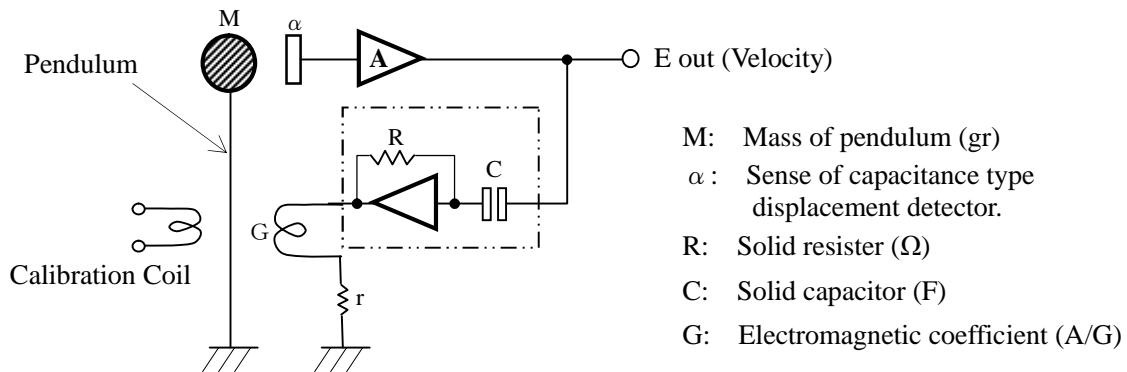 M
α
A
E out (Velocity)
Pendulum
R
C
G
r
Calibration Coil
M: Mass of pendulum (gr)
α: Sense of capacitance type
displacement detector.
R: Solid resister (Ω)
C: Solid capacitor (F)
G: Electromagnetic coefficient (A/G)